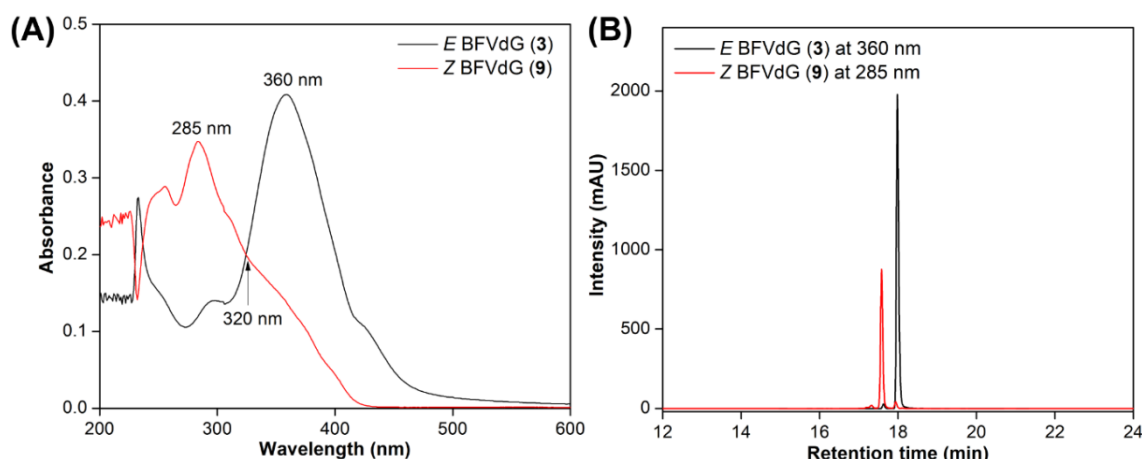 (A)
E BFVdG (3)
Z BFVdG (9)
360 nm
285 nm
320 nm
0.5
0.4
0.3
0.2
0.1
0.0
Absorbance
200
300
400
500
600
Wavelength (nm)
(B)
E BFVdG (3) at 360 nm
Z BFVdG (9) at 285 nm
2000
1500
1000
500
0
Intensity (mAU)
12
14
16
18
20
22
24
Retention time (min)